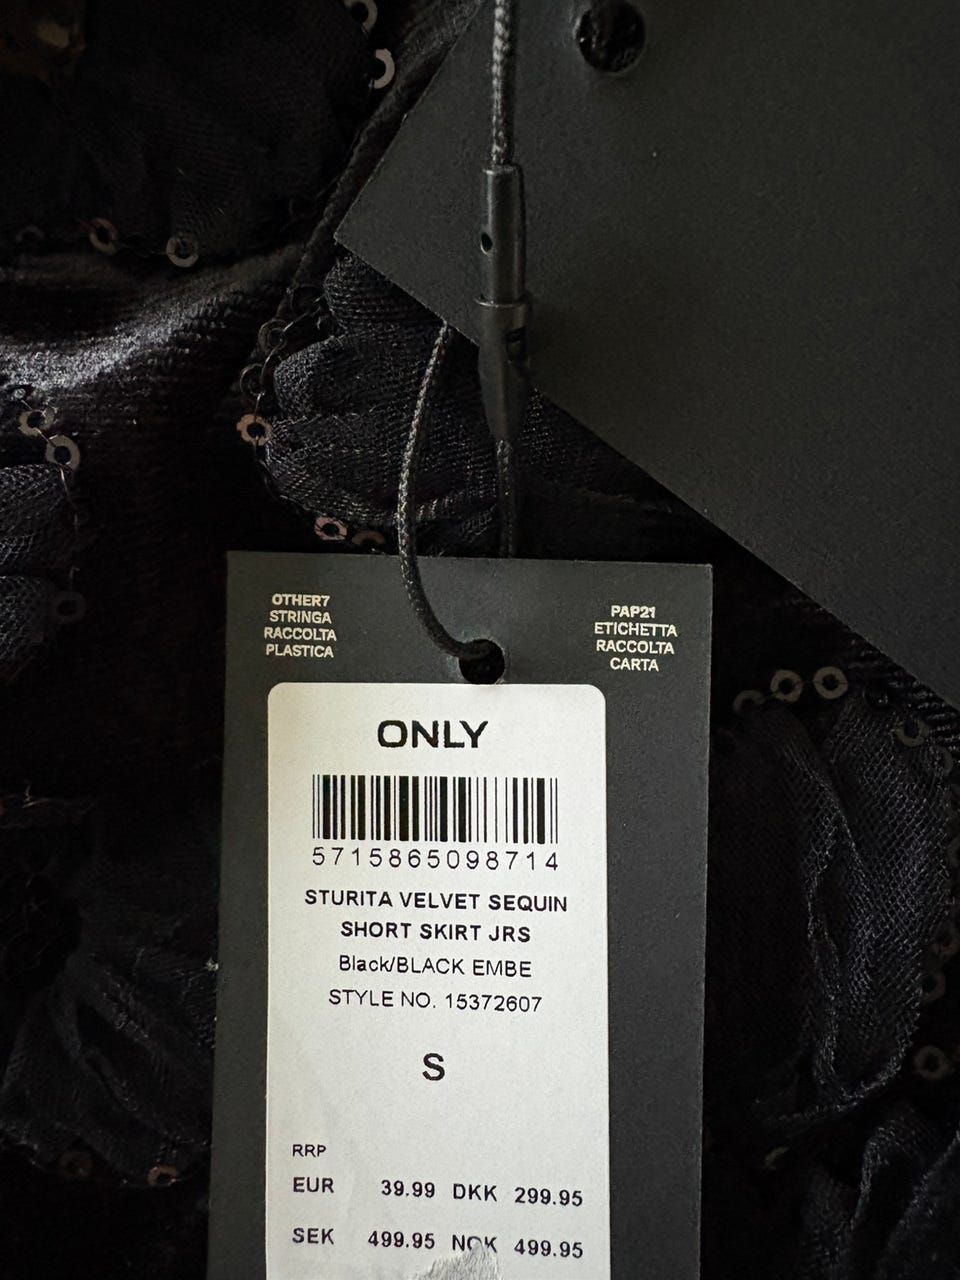 OTHER7
STRINGA
RACCOLTA
PLASTICA
PAP21
ETICHETTA
RACCOLTA
CARTA
ONLY
5715865098714
STURITA VELVET SEQUIN
SHORT SKIRT JRS
Black/BLACK EMBE
STYLE NO. 15372607
S
RRP
EUR 39.99 DKK 299.95
SEK 499.95 NOK 499.95